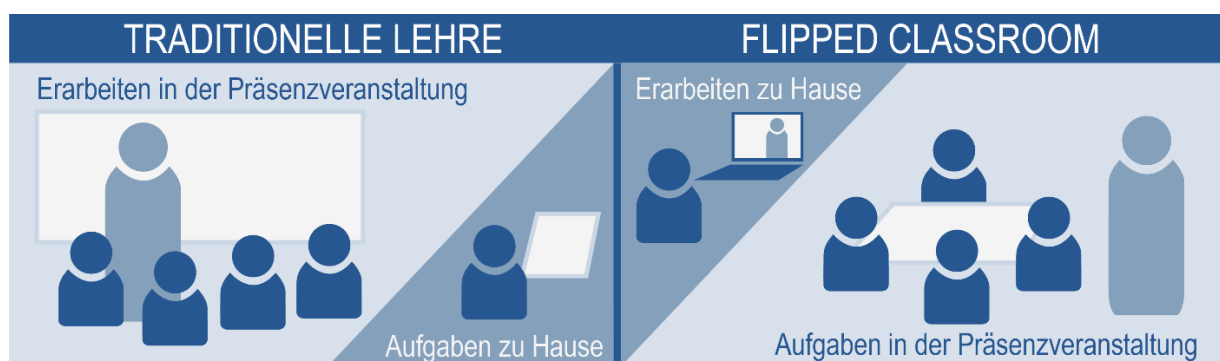 TRADITIONELLE LEHRE
Erarbeiten in der Präsenzveranstaltung
Aufgaben zu Hause
FLIPPED CLASSROOM
Erarbeiten zu Hause
Aufgaben in der Präsenzveranstaltung